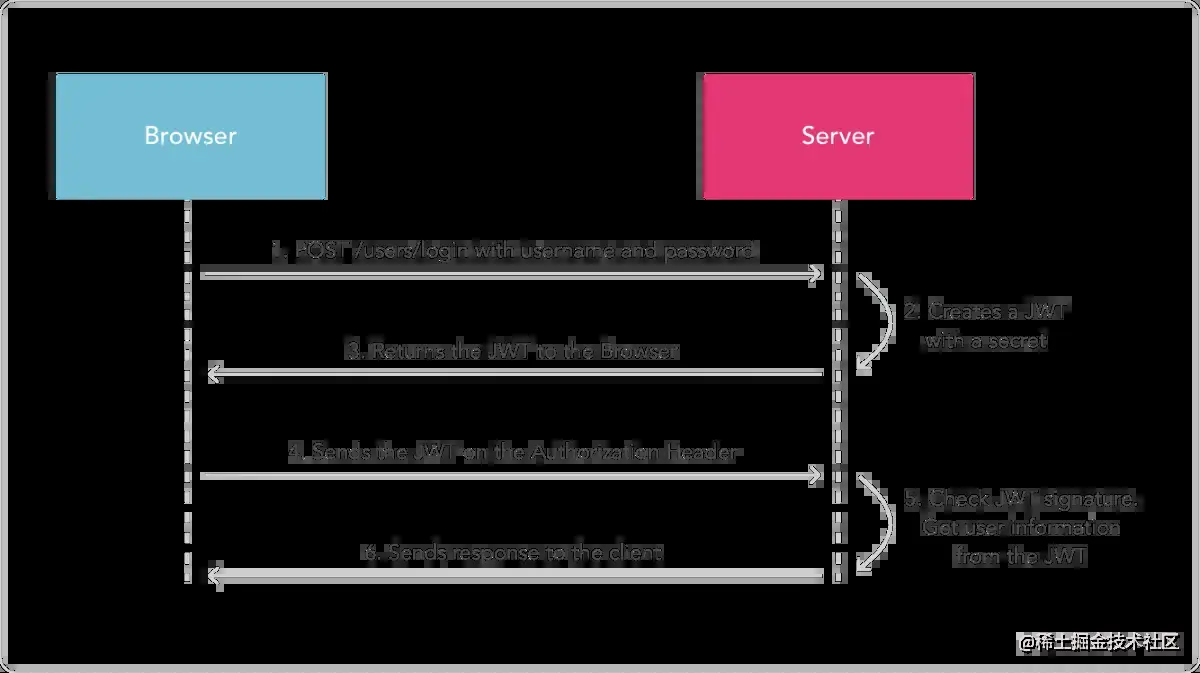 Browser
Server
1. POST /users/login with username and password
2. Creates a JWT
with a secret
3. Returns the JWT to the Browser
4. Sends the JWT on the Authorization Header
5. Check JWT signature.
Get user information
from the JWT
6. Sends response to the client
@稀土掘金技术社区